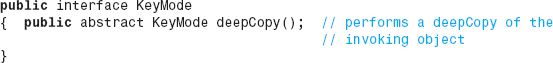 public interface KeyMode
{  public abstract KeyMode deepCopy();  // performs a deepCopy of the
                                        // invoking object
}